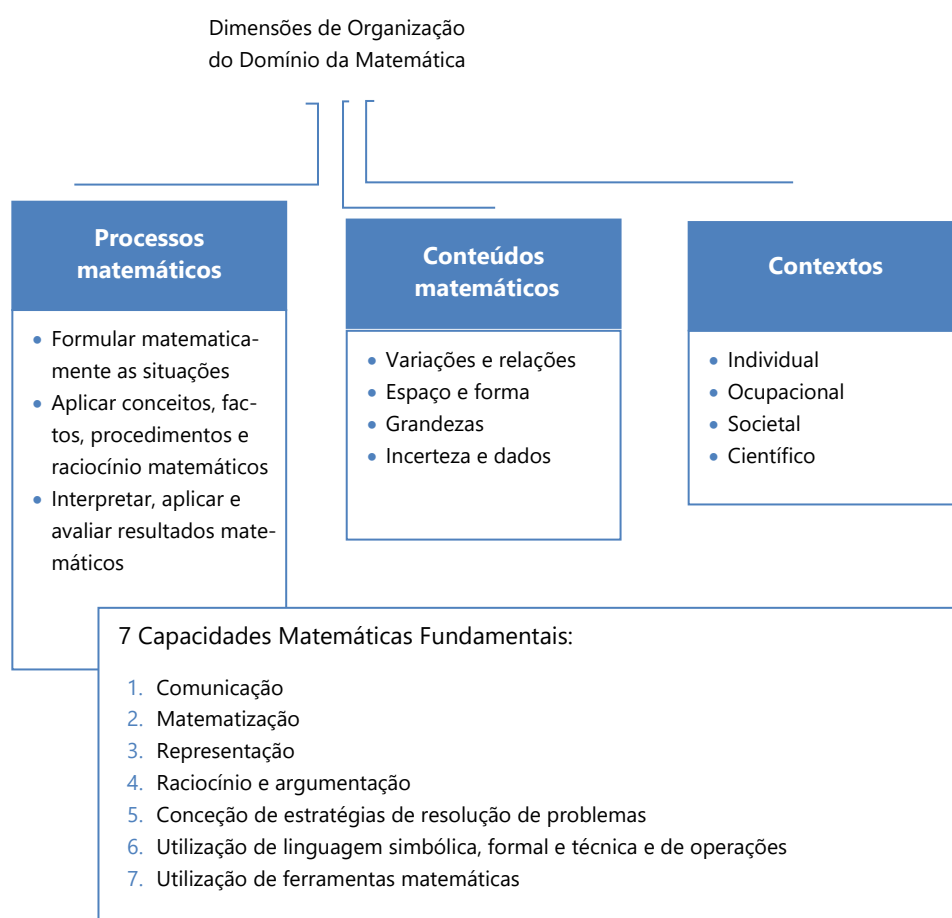 Dimensões de Organização
do Domínio da Matemática
Processos
matemáticos
• Formular matematica-
mente as situações
• Aplicar conceitos, fac-
tos, procedimentos e
raciocínio matemáticos
• Interpretar, aplicar e
avaliar resultados mate-
máticos
Conteúdos
matemáticos
• Variações e relações
• Espaço e forma
• Grandezas
• Incerteza e dados
Contextos
• Individual
• Ocupacional
• Societal
• Científico
7 Capacidades Matemáticas Fundamentais:
1. Comunicação
2. Matematização
3. Representação
4. Raciocínio e argumentação
5. Conceção de estratégias de resolução de problemas
6. Utilização de linguagem simbólica, formal e técnica e de operações
7. Utilização de ferramentas matemáticas